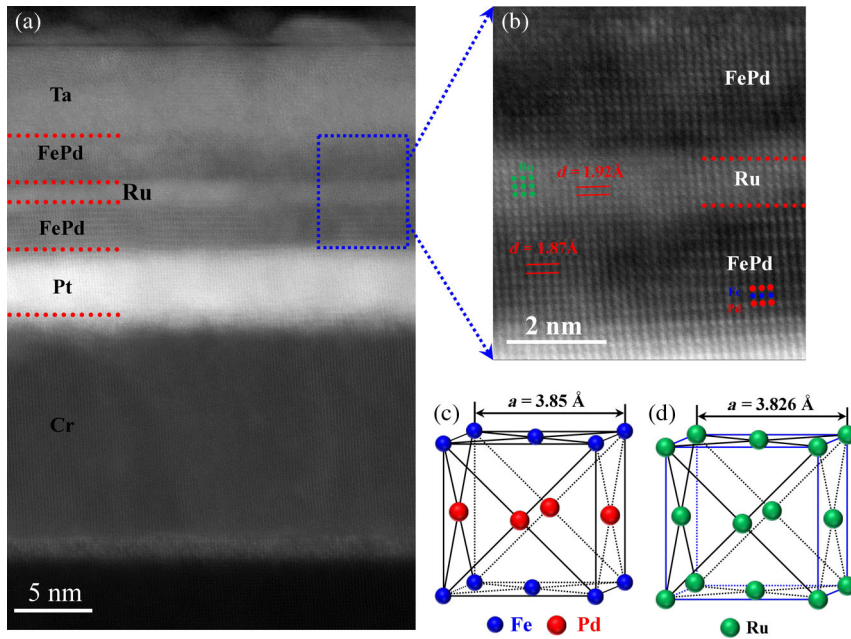 (a)
Ta
FePd
Ru
FePd
Pt
Cr
5 nm
(b)
FePd
Ru
d = 1.92Å
Ru
d = 1.87Å
FePd
Fe
Pd
2 nm
(c)
a = 3.85 Å
Fe Pd
(d)
a = 3.826 Å
Ru